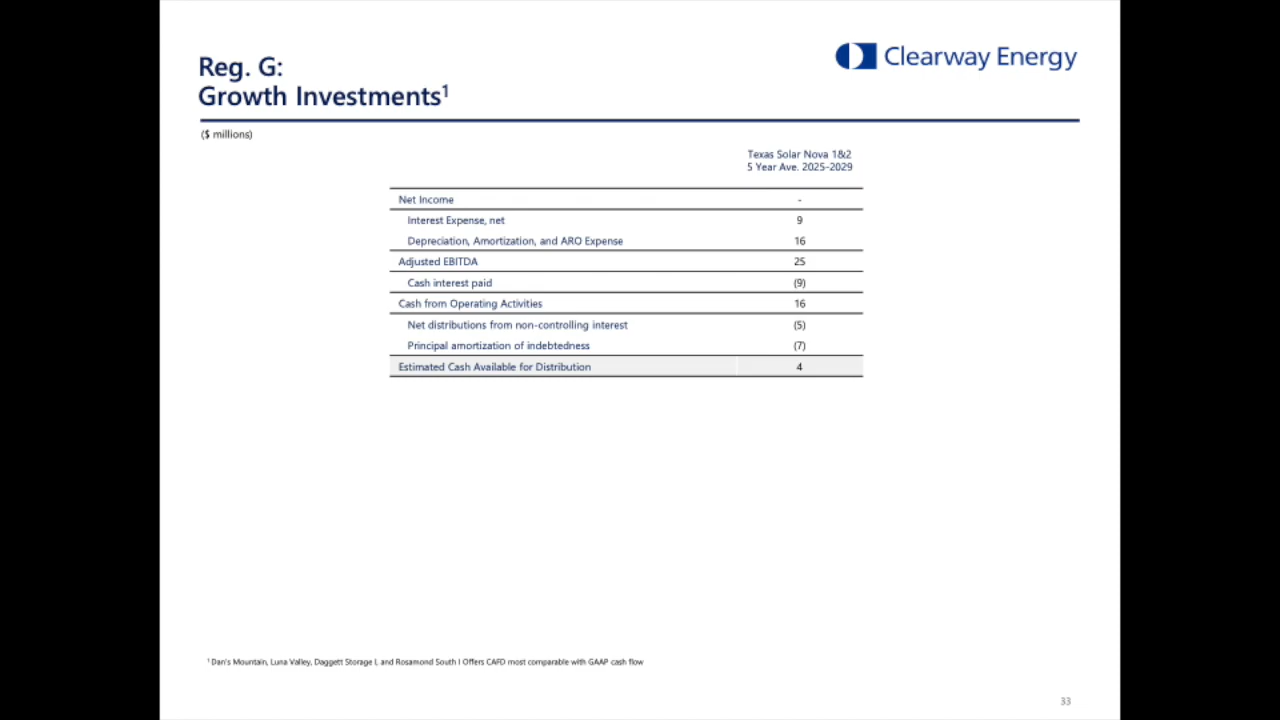 Reg. G:
Growth Investments¹
Clearway Energy
($ millions)
Texas Solar Nova 1&2
5 Year Ave. 2025-2029
Net Income -
Interest Expense, net 9
Depreciation, Amortization, and ARO Expense 16
Adjusted EBITDA 25
Cash interest paid (9)
Cash from Operating Activities 16
Net distributions from non-controlling interest (5)
Principal amortization of indebtedness (7)
Estimated Cash Available for Distribution 4
¹ Dan's Mountain, Luna Valley, Daggett Storage I, and Rosamond South I Offers CAFD most comparable with GAAP cash flow
33